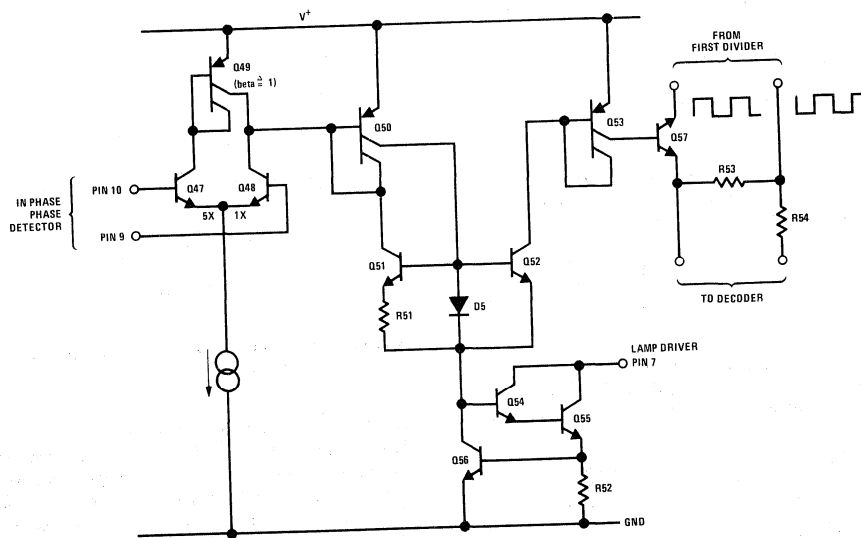 V+
Q49
(beta ≙ 1)
Q50
Q53
FROM
FIRST DIVIDER
Q57
IN PHASE
PHASE
DETECTOR
PIN 10
Q47
Q48
5X
1X
PIN 9
R53
R54
Q51
Q52
R51
D5
TO DECODER
LAMP DRIVER
PIN 7
Q54
Q55
Q56
R52
GND